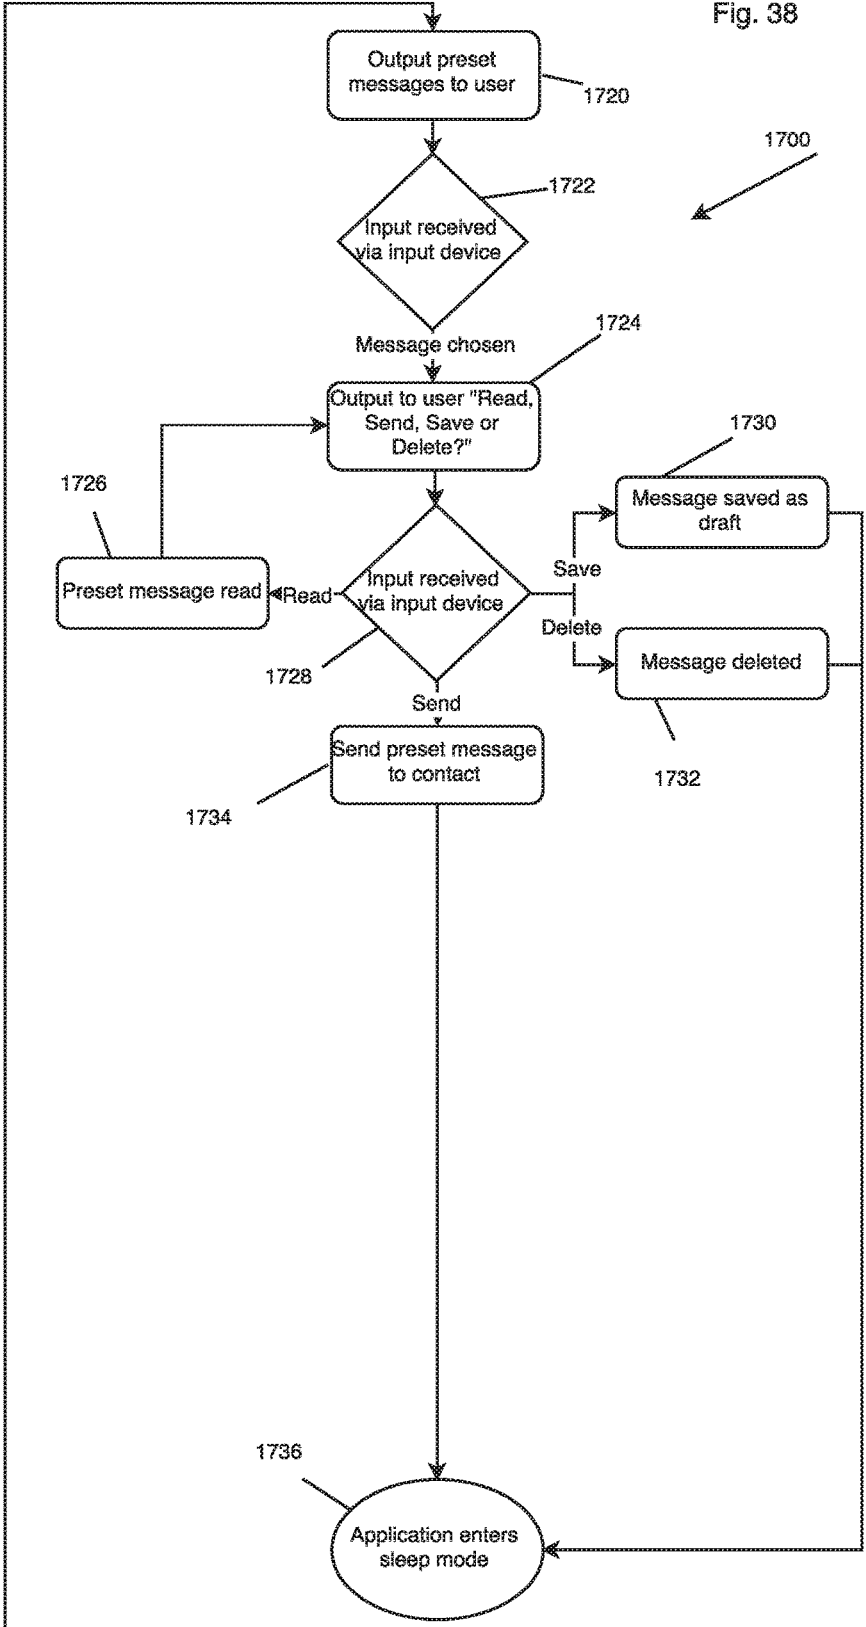 Fig. 38
Output preset
messages to user
1720
1700
1722
Input received
via input device
1724
Message chosen
Output to user "Read,
Send, Save or
Delete?"
1730
1726
Message saved as
draft
Preset message read
Read
Input received
via input device
Save
Delete
Message deleted
1728
Send
1732
Send preset message
to contact
1734
1736
Application enters
sleep mode